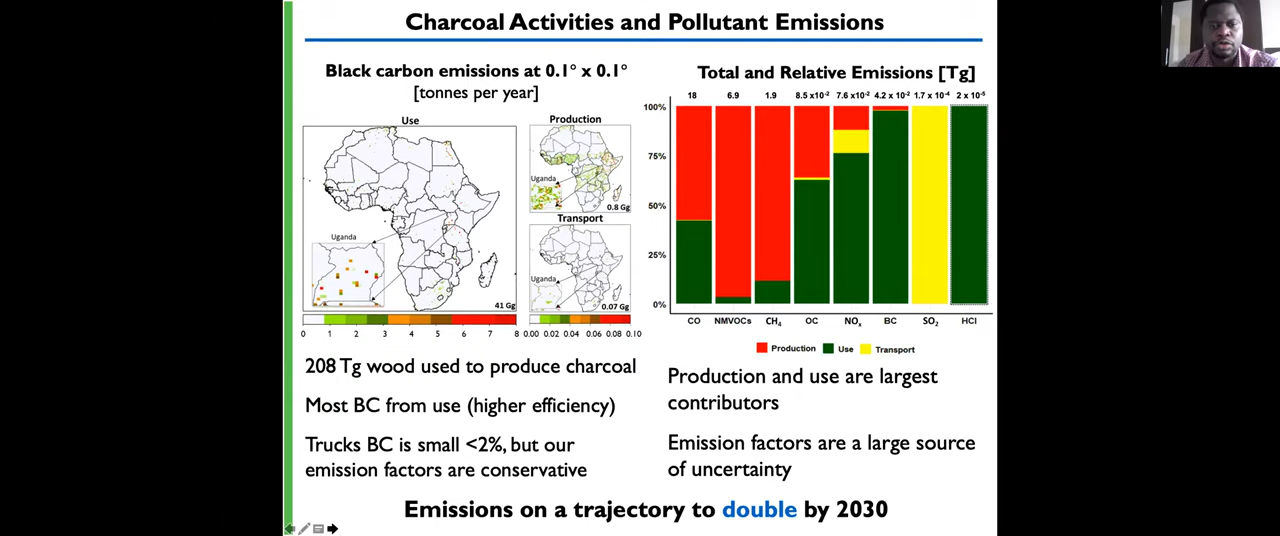 Charcoal Activities and Pollutant Emissions
Black carbon emissions at 0.1° x 0.1°
[tonnes per year]
Use
Uganda
41 Gg
0 1 2 3 4 5 6 7 8
Production
Uganda
0.8 Gg
Transport
Uganda
0.07 Gg
0.00 0.02 0.04 0.06 0.08 0.10
208 Tg wood used to produce charcoal
Most BC from use (higher efficiency)
Trucks BC is small <2%, but our
emission factors are conservative
Total and Relative Emissions [Tg]
18 6.9 1.9 8.5 x10-2 7.6 x10-2 4.2 x10-2 1.7 x10-4 2 x10-5
100%
75%
50%
25%
0%
CO NMVOCs CH4 OC NOx BC SO2 HCl
Production Use Transport
Production and use are largest
contributors
Emission factors are a large source
of uncertainty
Emissions on a trajectory to double by 2030